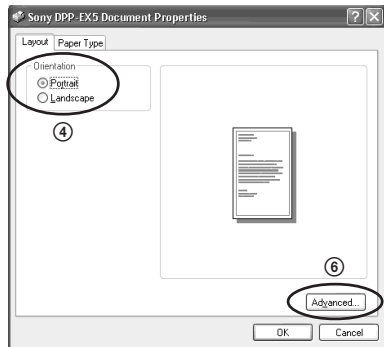 Sony DPP-EX5 Document Properties
Layout Paper Type
Orientation
Portrait
Landscape
④
⑥
Advanced...
OK Cancel